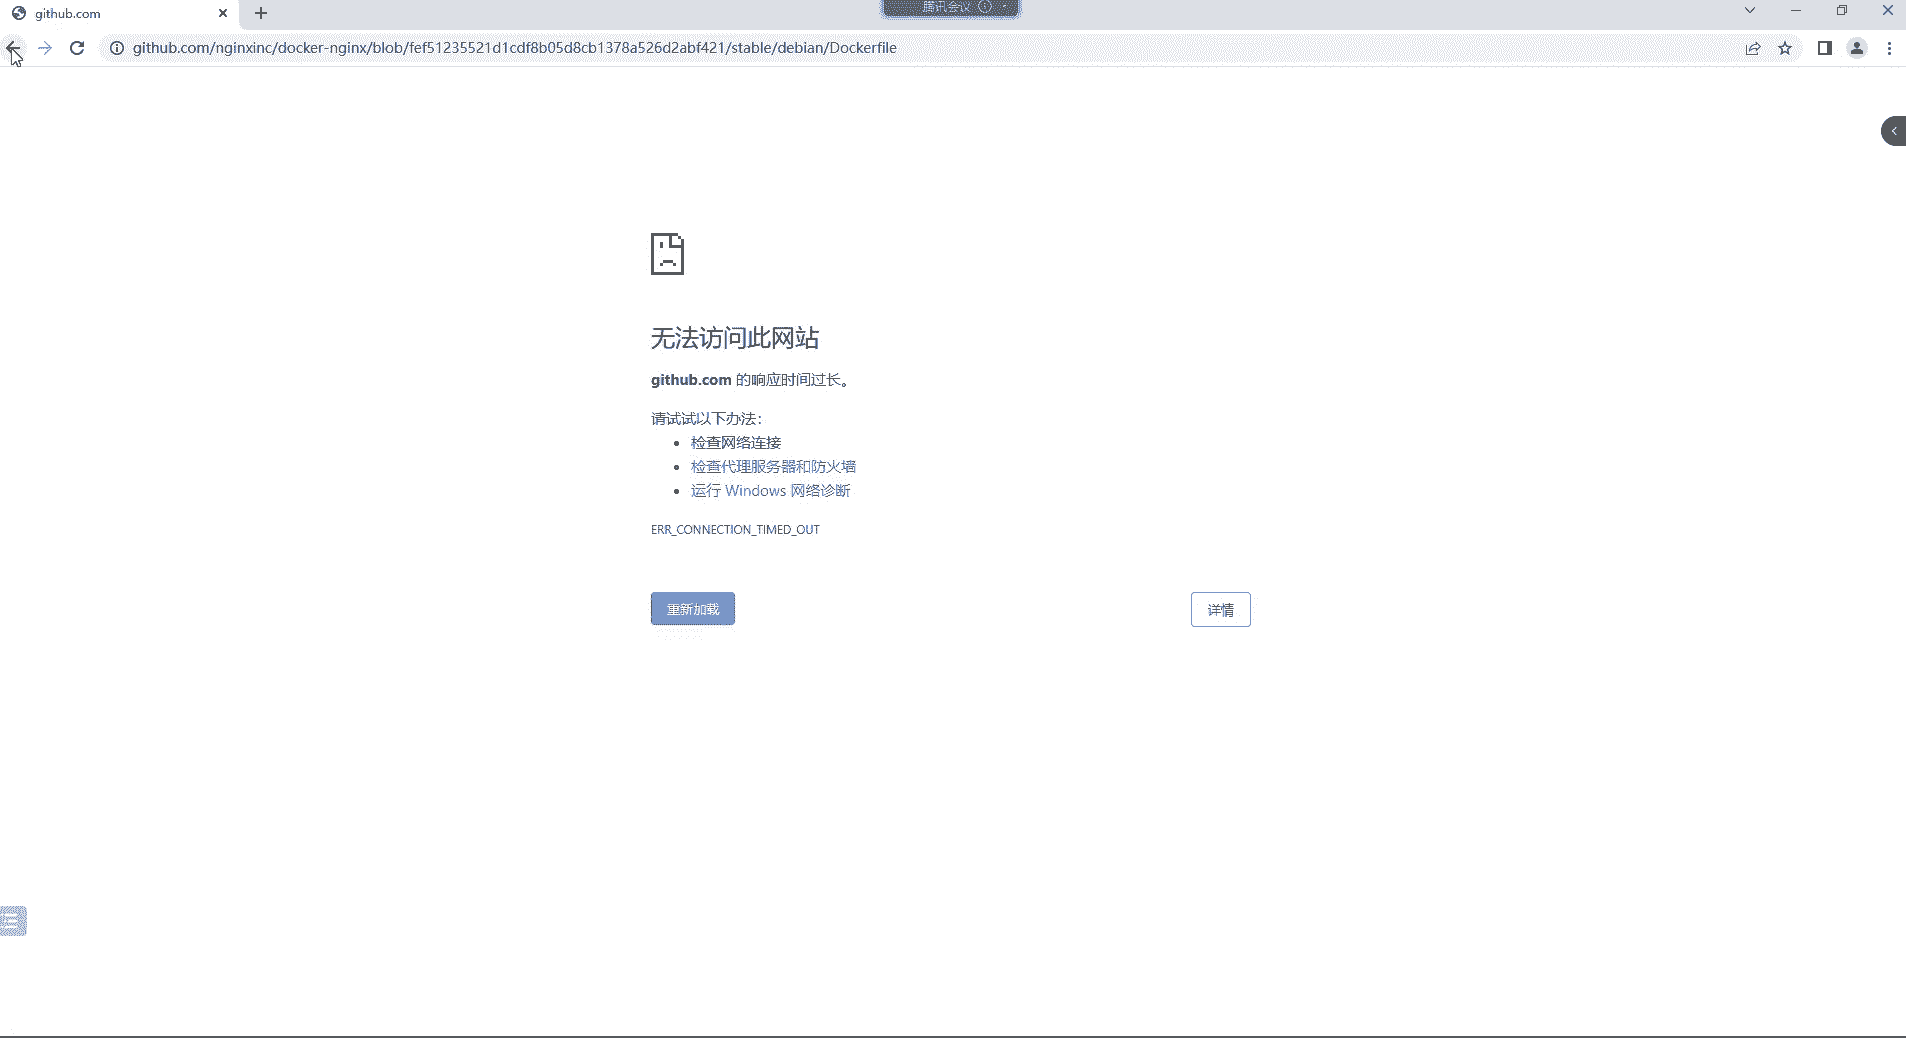 github.com
腾讯会议
github.com/nginxinc/docker-nginx/blob/fef51235521d1cdf8b05d8cb1378a526d2abf421/stable/debian/Dockerfile
无法访问此网站
github.com 的响应时间过长。
请试试以下办法：
检查网络连接
检查代理服务器和防火墙
运行 Windows 网络诊断
ERR_CONNECTION_TIMED_OUT
重新加载
详情